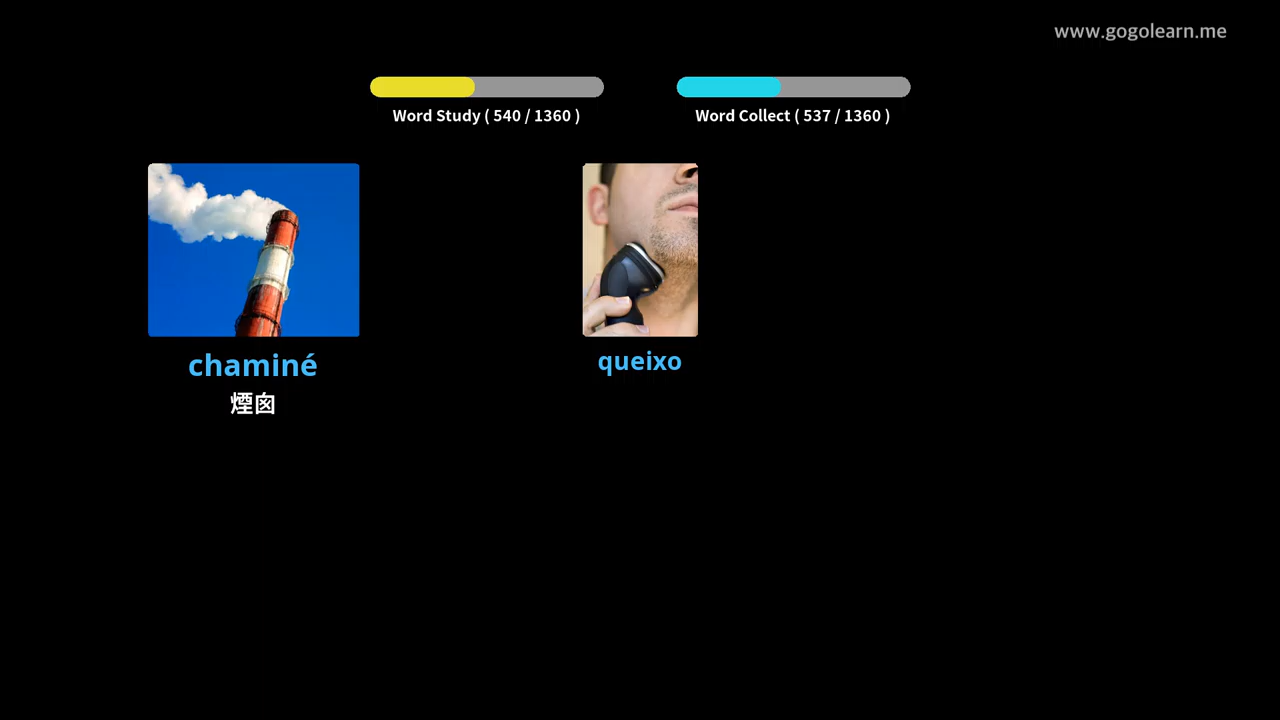 www.gogolearn.me
Word Study ( 540 / 1360 )
Word Collect ( 537 / 1360 )
chaminé
煙囪
queixo